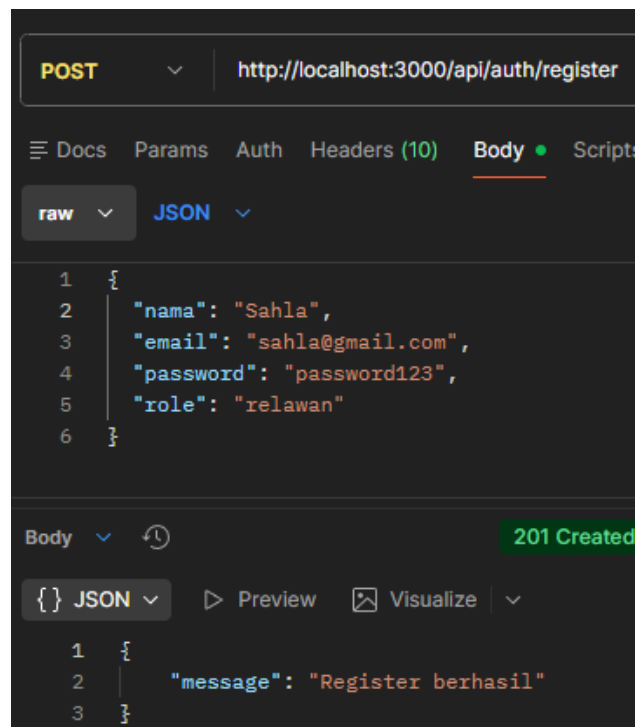 POST http://localhost:3000/api/auth/register
Docs Params Auth Headers (10) Body Scripts
raw JSON
1 {
2 "nama": "Sahla",
3 "email": "sahla@gmail.com",
4 "password": "password123",
5 "role": "relawan"
6 }
Body 201 Created
{} JSON Preview Visualize
1 {
2 "message": "Register berhasil"
3 }